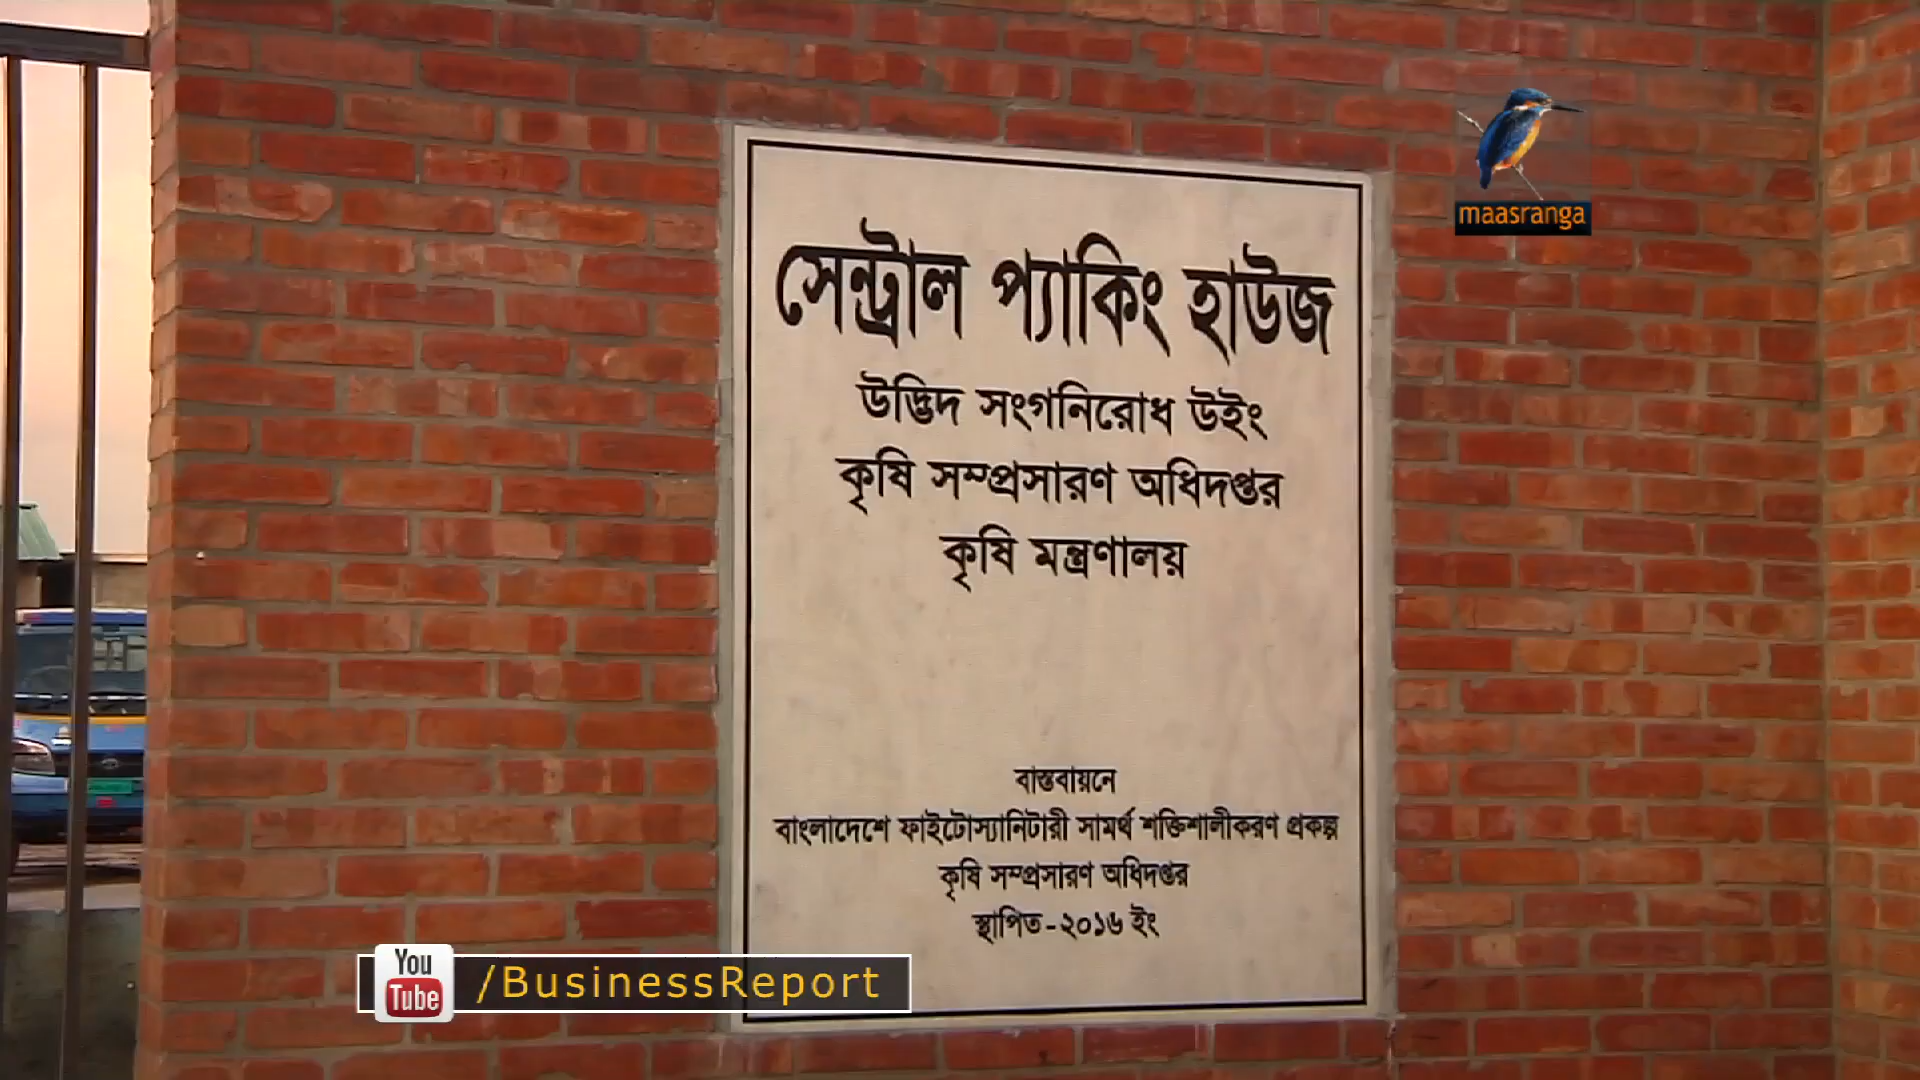 maasranga
সেন্ট্রাল প্যাকিং হাউজ
উদ্ভিদ সংগনিরোধ উইং
কৃষি সম্প্রসারণ অধিদপ্তর
কৃষি মন্ত্রণালয়
বাস্তবায়নে
বাংলাদেশে ফাইটোস্যানিটারী সামর্থ শক্তিশালীকরণ প্রকল্প
কৃষি সম্প্রসারণ অধিদপ্তর
স্থাপিত-২০১৬ ইং
You Tube /BusinessReport